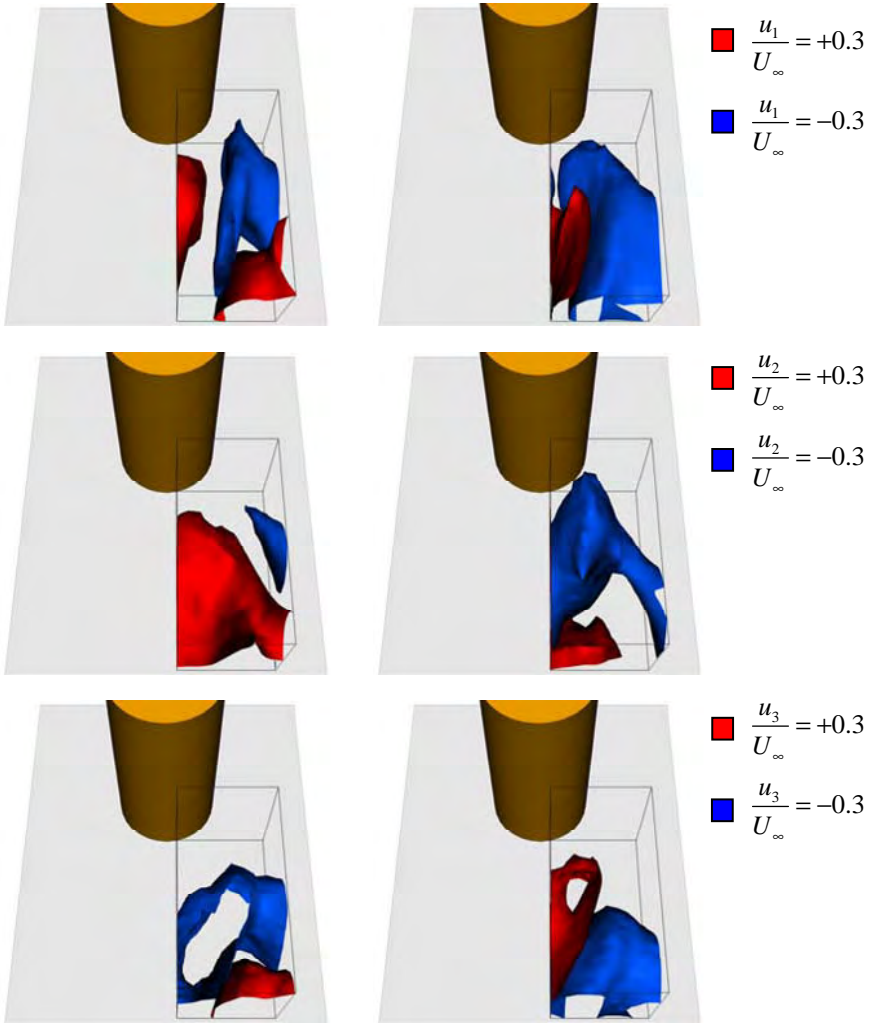 u₁/U∞ = +0.3
u₁/U∞ = −0.3
u₂/U∞ = +0.3
u₂/U∞ = −0.3
u₃/U∞ = +0.3
u₃/U∞ = −0.3